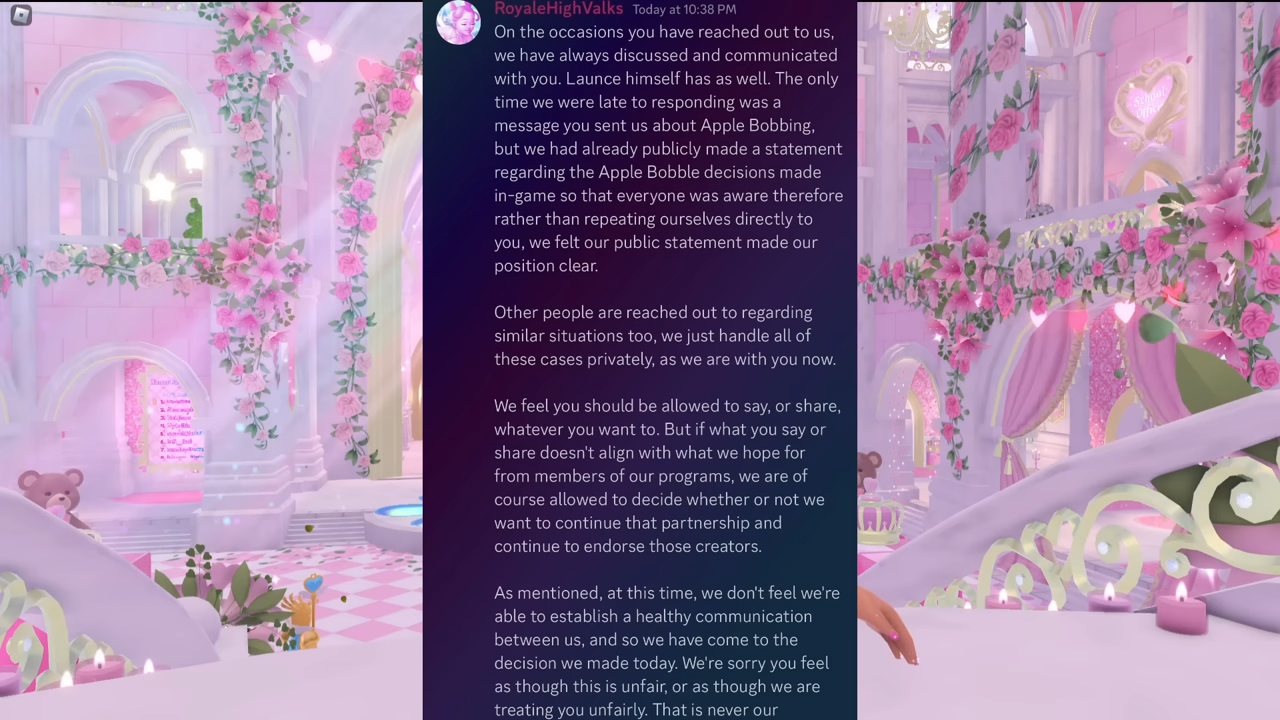 RoyaleHighValks Today at 10:38 PM
On the occasions you have reached out to us,
we have always discussed and communicated
with you. Launce himself has as well. The only
time we were late to responding was a
message you sent us about Apple Bobbing,
but we had already publicly made a statement
regarding the Apple Bobble decisions made
in-game so that everyone was aware therefore
rather than repeating ourselves directly to
you, we felt our public statement made our
position clear.
Other people are reached out to regarding
similar situations too, we just handle all of
these cases privately, as we are with you now.
We feel you should be allowed to say, or share,
whatever you want to. But if what you say or
share doesn't align with what we hope for
from members of our programs, we are of
course allowed to decide whether or not we
want to continue that partnership and
continue to endorse those creators.
As mentioned, at this time, we don't feel we're
able to establish a healthy communication
between us, and so we have come to the
decision we made today. We're sorry you feel
as though this is unfair, or as though we are
treating you unfairly. That is never our
School